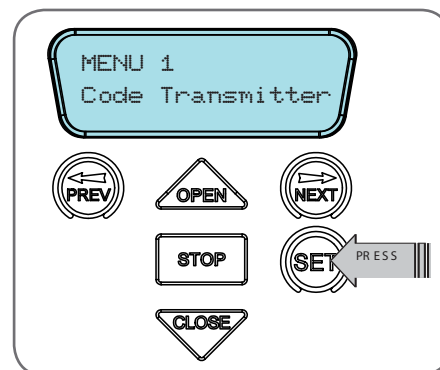 MENU 1
Code Transmitter
PREV
OPEN
NEXT
STOP
SET
PRESS
CLOSE